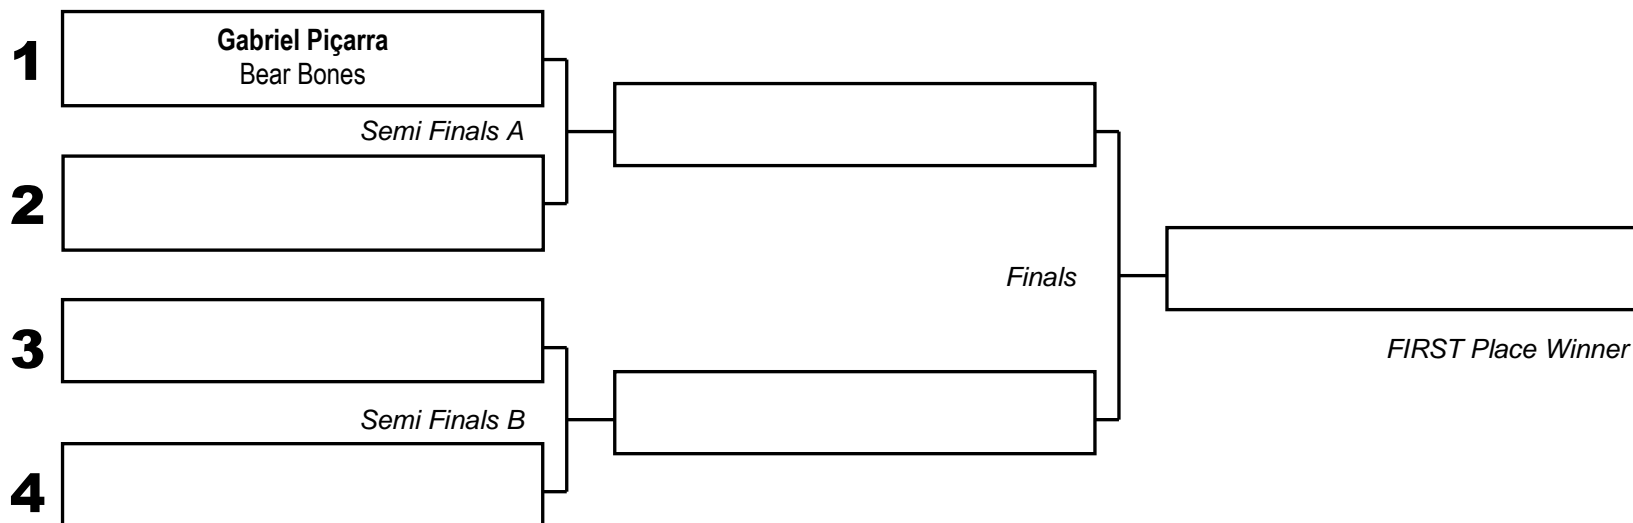 1
Gabriel Piçarra
Bear Bones
Semi Finals A
2
Finals
3
FIRST Place Winner
Semi Finals B
4